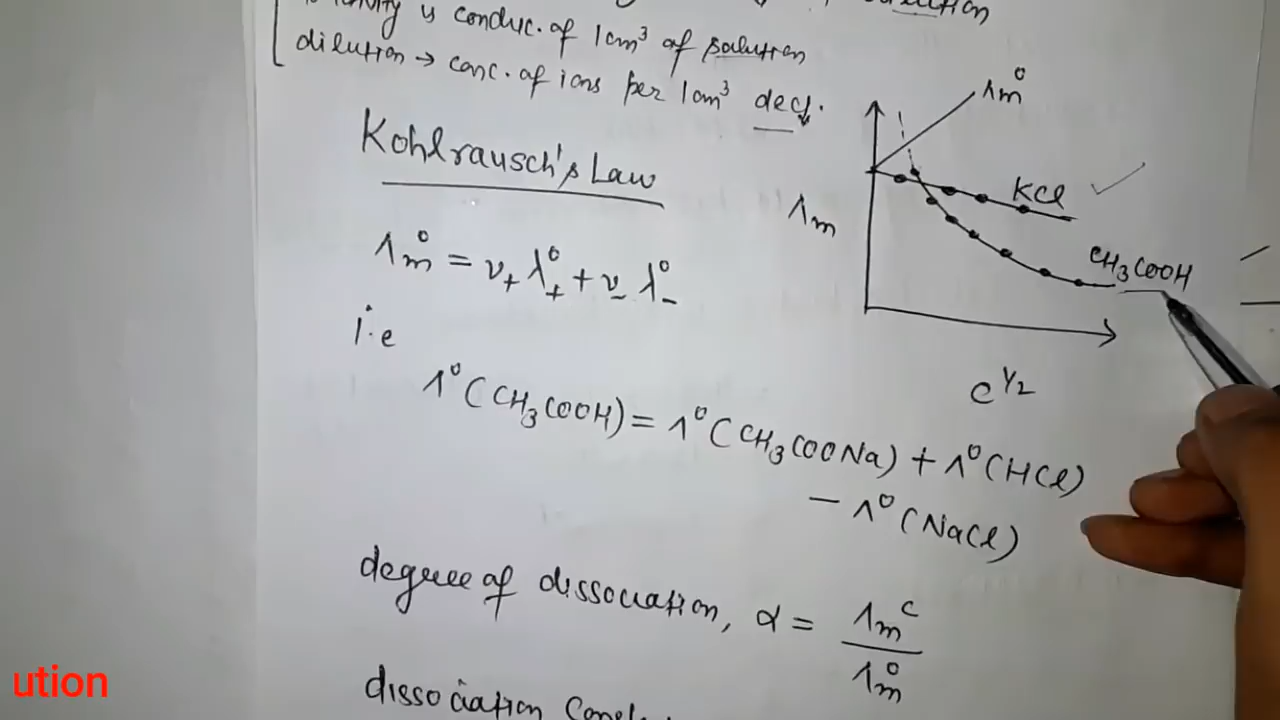 is conduc. of 1cm³ of solution
dilution → conc. of ions per 1cm³ decr.
Kohlrausch's Law
Λm° = ν₊ λ₊° + ν₋ λ₋°
i.e
Λ°(CH₃COOH) = Λ°(CH₃COONa) + Λ°(HCl)
− Λ°(NaCl)
degree of dissociation, α = Λmᶜ / Λm°
dissociation
Λm°
Λm
KCl
CH₃COOH
C^1/2
ution